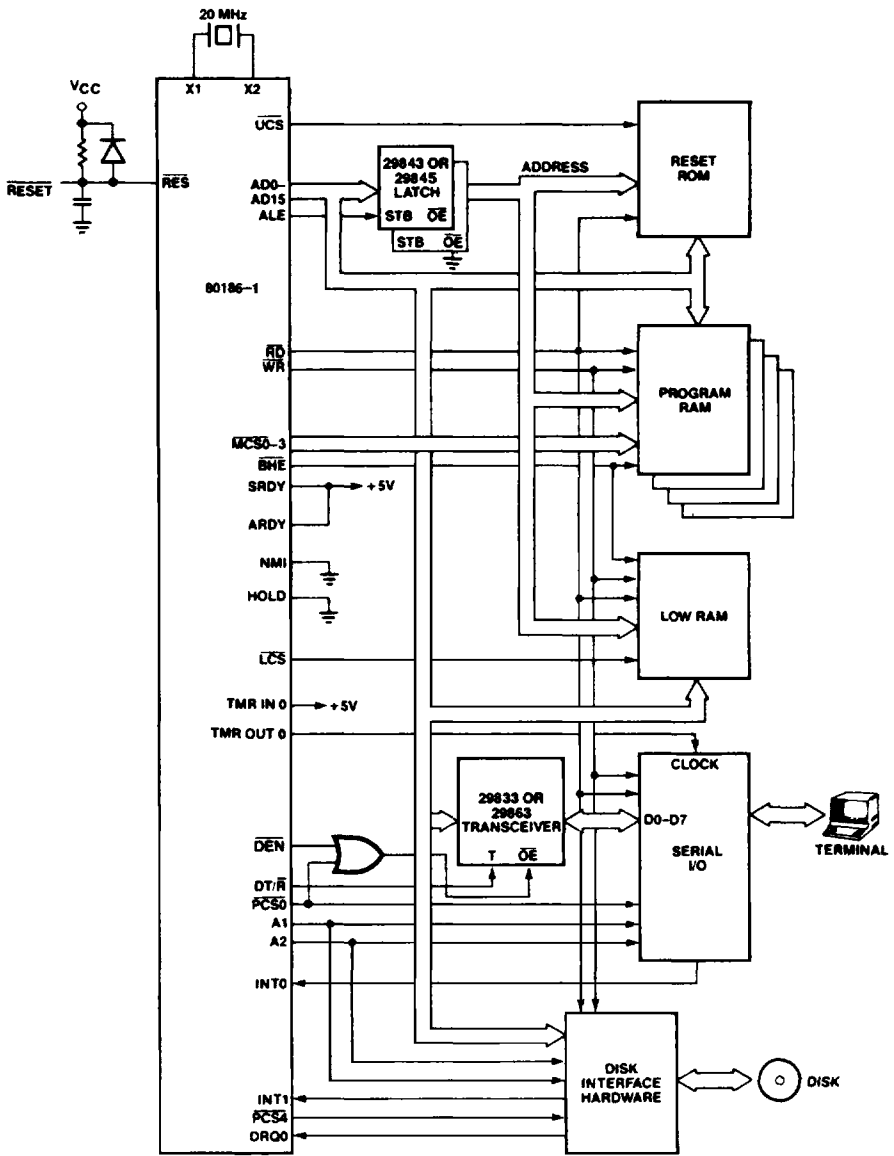 20 MHz
X1 X2
VCC
RESET
RES
UCS
AD0-
AD15
ALE
29843 OR
29845
LATCH
STB OE
STB OE
ADDRESS
RESET
ROM
80186-1
RD
WR
PROGRAM
RAM
MCS0-3
BHE
SRDY
+5V
ARDY
NMI
HOLD
LOW RAM
LCS
TMR IN 0
+5V
TMR OUT 0
CLOCK
29833 OR
29863
TRANSCEIVER
T OE
D0-D7
SERIAL
I/O
TERMINAL
DEN
DT/R
PCS0
A1
A2
INT0
DISK
INTERFACE
HARDWARE
DISK
INT1
PCS4
DRQ0